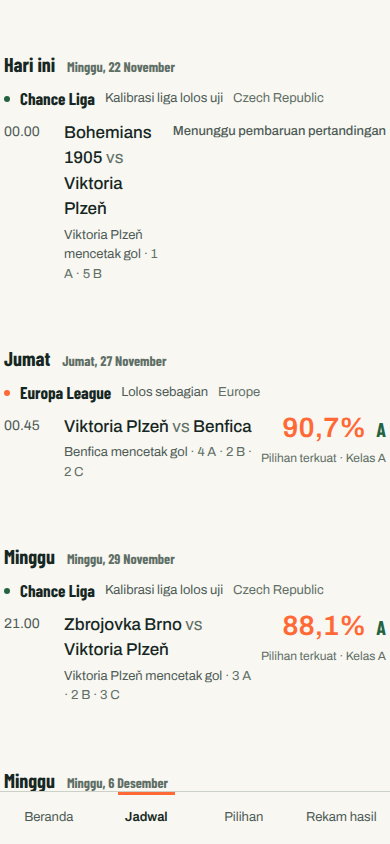 Hari ini Minggu, 22 November
Chance Liga Kalibrasi liga lolos uji Czech Republic
00.00 Bohemians 1905 vs Viktoria Plzeň Menunggu pembaruan pertandingan
Viktoria Plzeň mencetak gol · 1 A · 5 B
Jumat Jumat, 27 November
Europa League Lolos sebagian Europe
00.45 Viktoria Plzeň vs Benfica 90,7% A
Benfica mencetak gol · 4 A · 2 B · 2 C Pilihan terkuat · Kelas A
Minggu Minggu, 29 November
Chance Liga Kalibrasi liga lolos uji Czech Republic
21.00 Zbrojovka Brno vs Viktoria Plzeň 88,1% A
Viktoria Plzeň mencetak gol · 3 A · 2 B · 3 C Pilihan terkuat · Kelas A
Minggu Minggu, 6 Desember
Beranda Jadwal Pilihan Rekam hasil